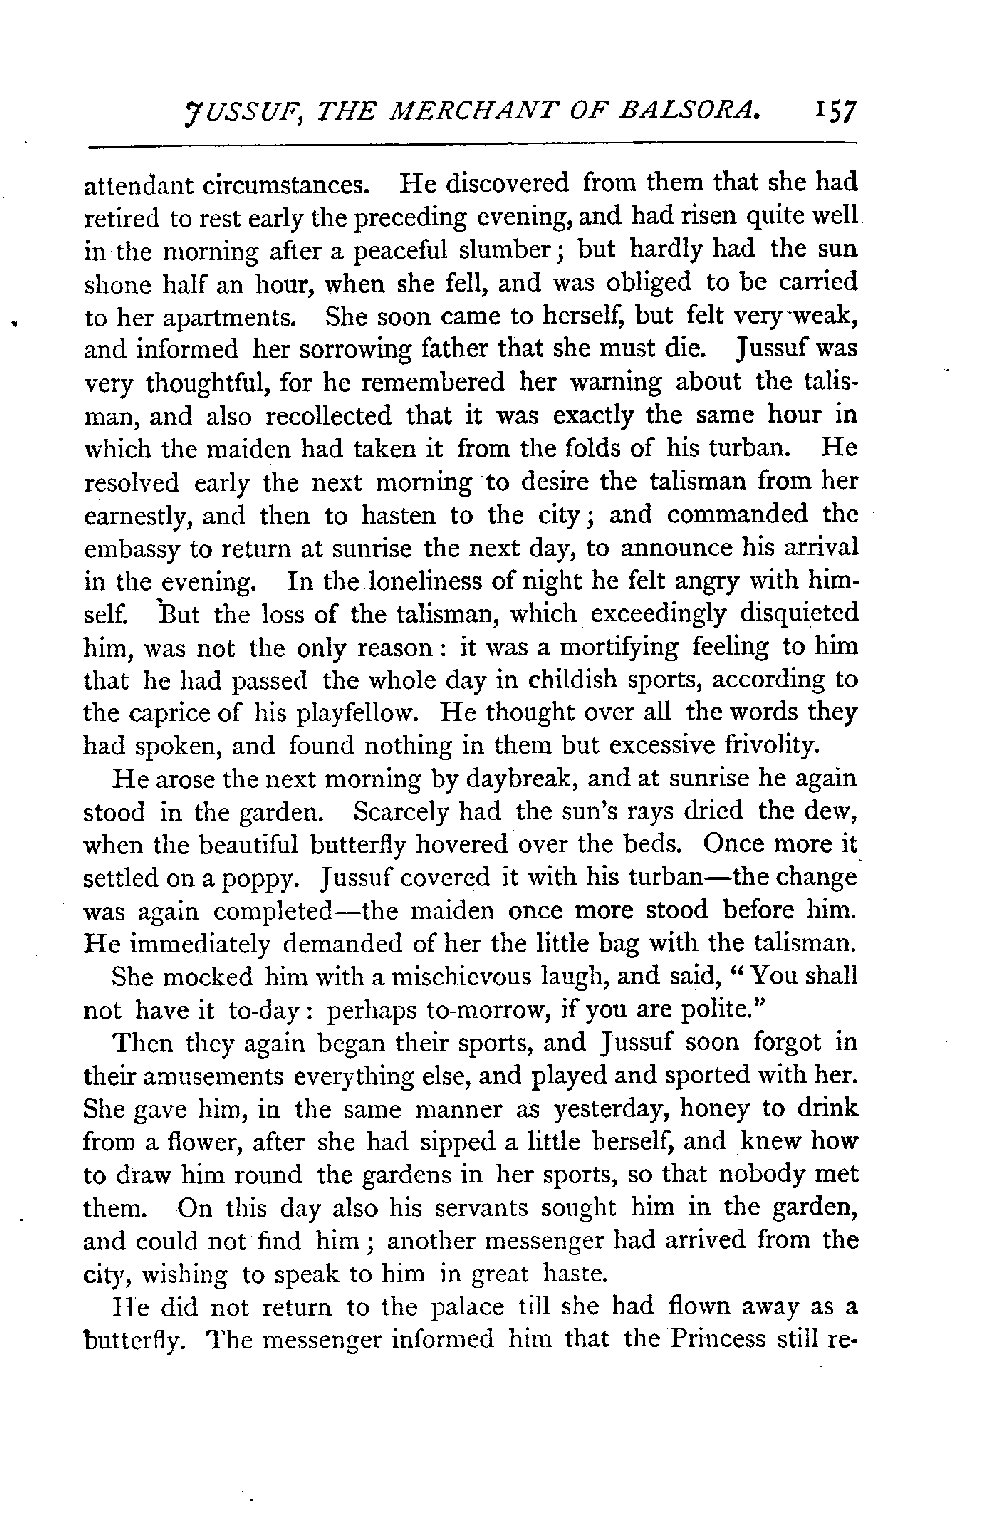 JUSSUF, THE MERCHANT OF BALSORA. 157
attendant circumstances. He discovered from them that she had
retired to rest early the preceding evening, and had risen quite well
in the morning after a peaceful slumber; but hardly had the sun
shone half an hour, when she fell, and was obliged to be carried
to her apartments. She soon came to herself, but felt very weak,
and informed her sorrowing father that she must die. Jussuf was
very thoughtful, for he remembered her warning about the talis-
man, and also recollected that it was exactly the same hour in
which the maiden had taken it from the folds of his turban. He
resolved early the next morning to desire the talisman from her
earnestly, and then to hasten to the city; and commanded the
embassy to return at sunrise the next day, to announce his arrival
in the evening. In the loneliness of night he felt angry with him-
self. But the loss of the talisman, which exceedingly disquieted
him, was not the only reason: it was a mortifying feeling to him
that he had passed the whole day in childish sports, according to
the caprice of his playfellow. He thought over all the words they
had spoken, and found nothing in them but excessive frivolity.
He arose the next morning by daybreak, and at sunrise he again
stood in the garden. Scarcely had the sun's rays dried the dew,
when the beautiful butterfly hovered over the beds. Once more it
settled on a poppy. Jussuf covered it with his turban—the change
was again completed—the maiden once more stood before him.
He immediately demanded of her the little bag with the talisman.
She mocked him with a mischievous laugh, and said, “You shall
not have it to-day: perhaps to-morrow, if you are polite.”
Then they again began their sports, and Jussuf soon forgot in
their amusements everything else, and played and sported with her.
She gave him, in the same manner as yesterday, honey to drink
from a flower, after she had sipped a little herself, and knew how
to draw him round the gardens in her sports, so that nobody met
them. On this day also his servants sought him in the garden,
and could not find him; another messenger had arrived from the
city, wishing to speak to him in great haste.
He did not return to the palace till she had flown away as a
butterfly. The messenger informed him that the Princess still re-